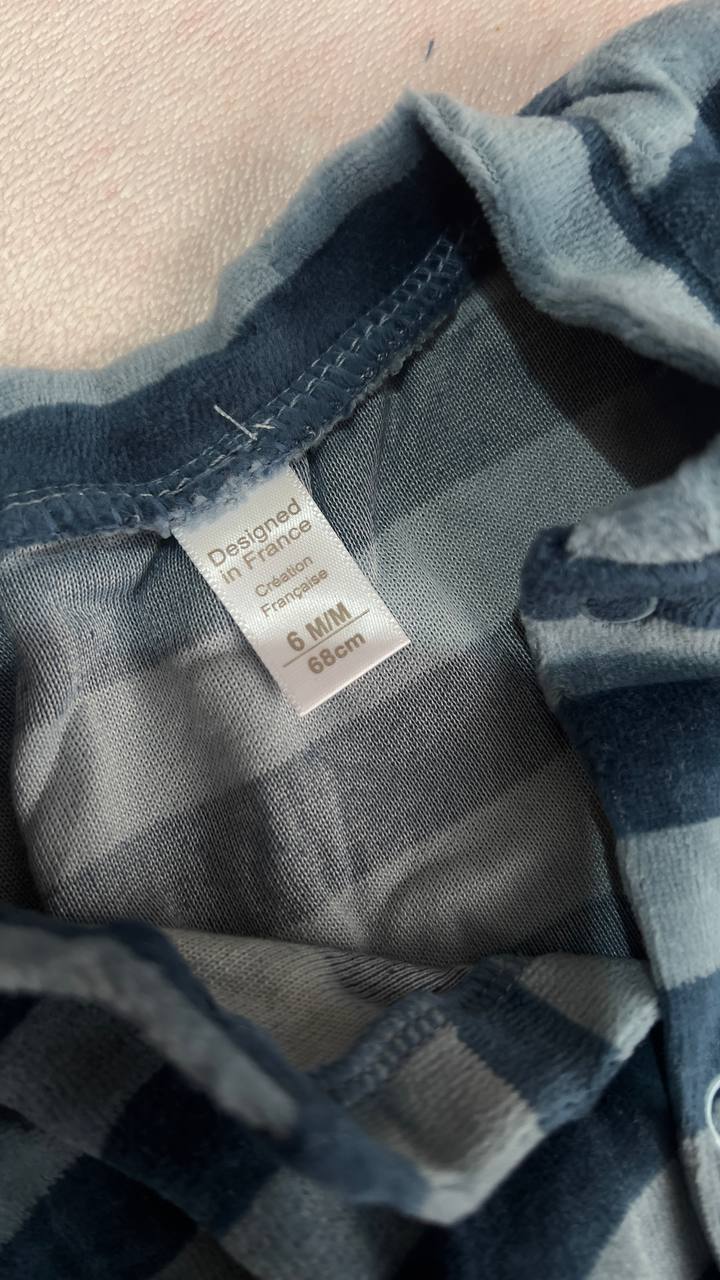 Designed
in France
Création
Française
6 M/M
68cm